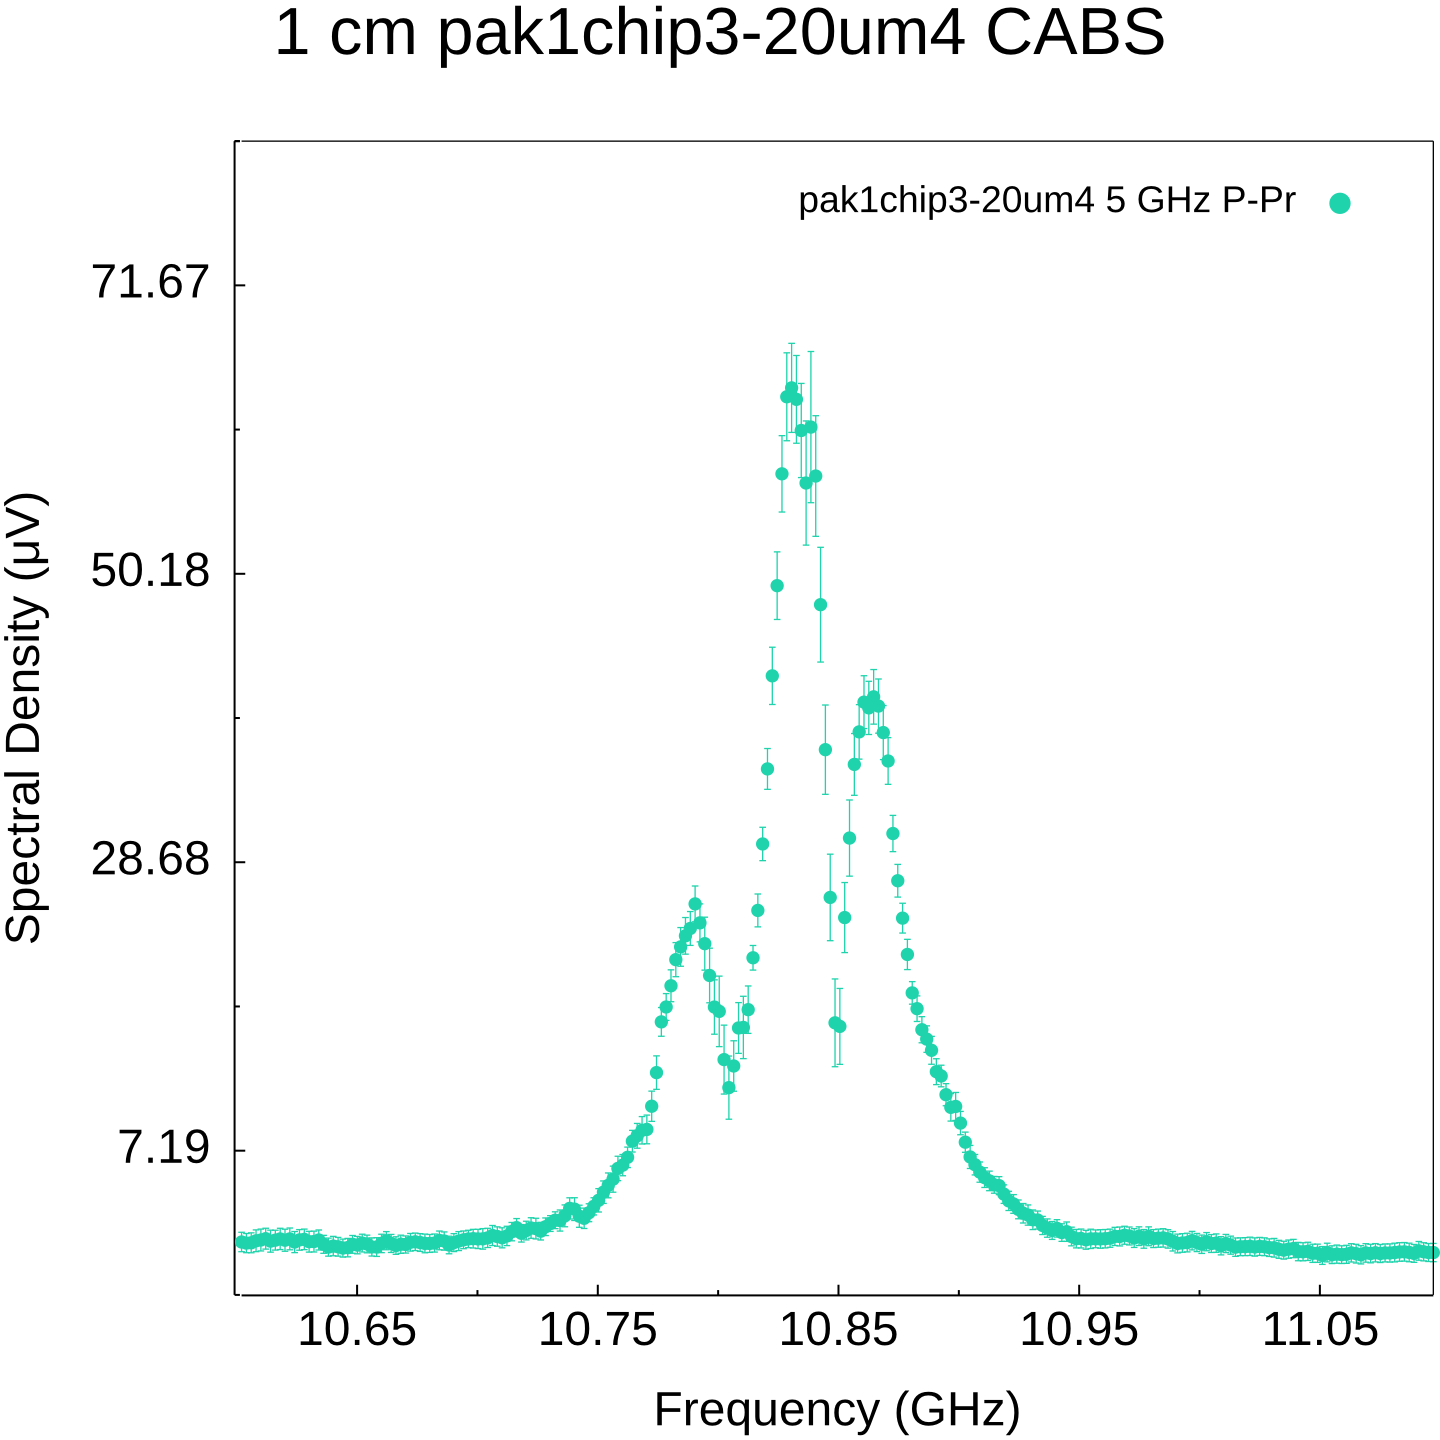 1 cm pak1chip3-20um4 CABS
pak1chip3-20um4 5 GHz P-Pr
71.67
50.18
28.68
7.19
Spectral Density (μV)
10.65 10.75 10.85 10.95 11.05
Frequency (GHz)